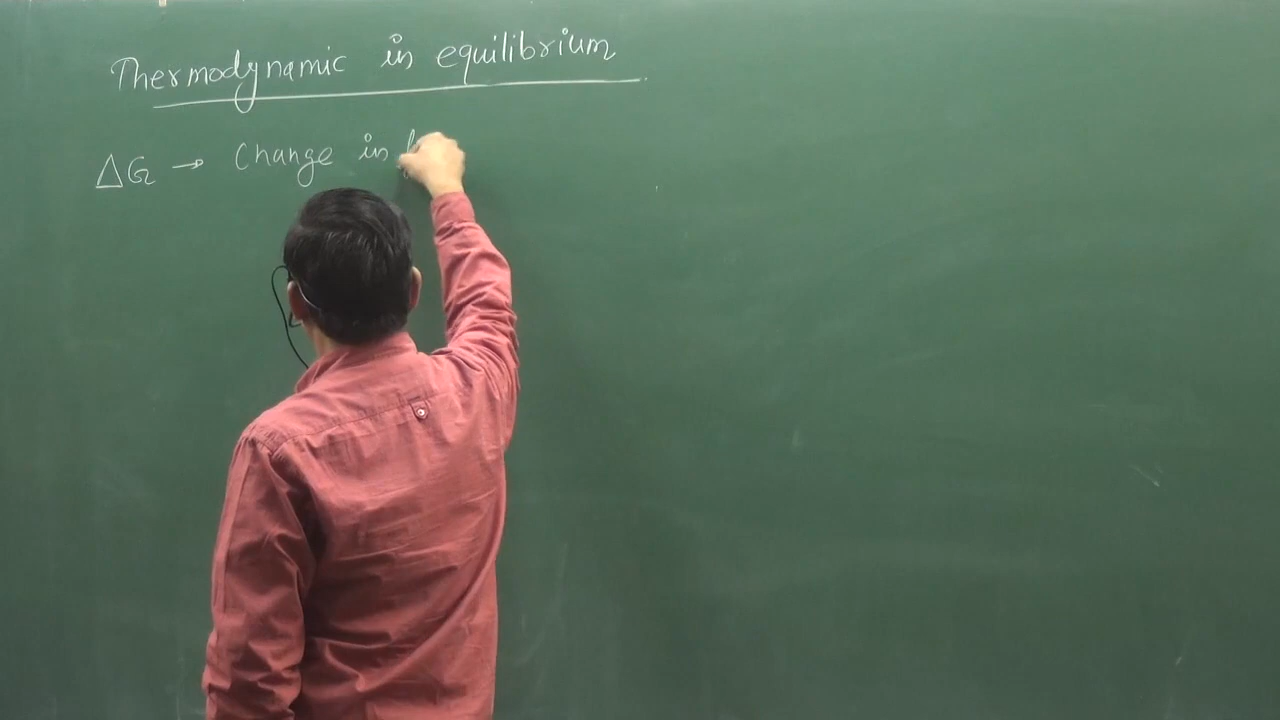 Thermodynamic in equilibrium
ΔG → Change in